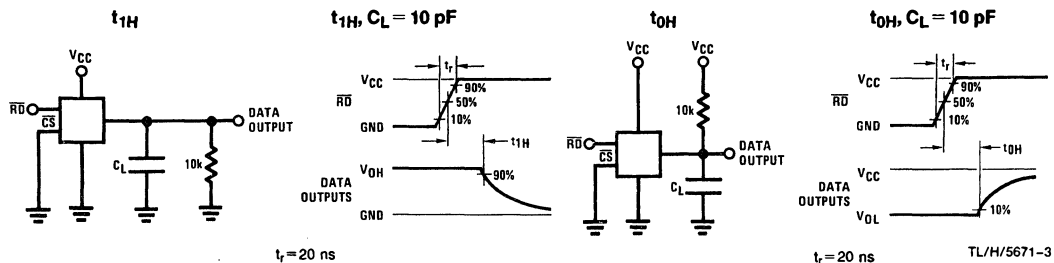 t1H
t1H, CL = 10 pF
t0H
t0H, CL = 10 pF
VCC
RD
CS
DATA
OUTPUT
CL
10k
VCC
RD
GND
tr
90%
50%
10%
t1H
VOH
DATA
OUTPUTS
GND
90%
tr = 20 ns
VCC
VCC
10k
RD
CS
DATA
OUTPUT
CL
VCC
RD
GND
tr
90%
50%
10%
t0H
VCC
DATA
OUTPUTS
VOL
10%
tr = 20 ns
TL/H/5671-3